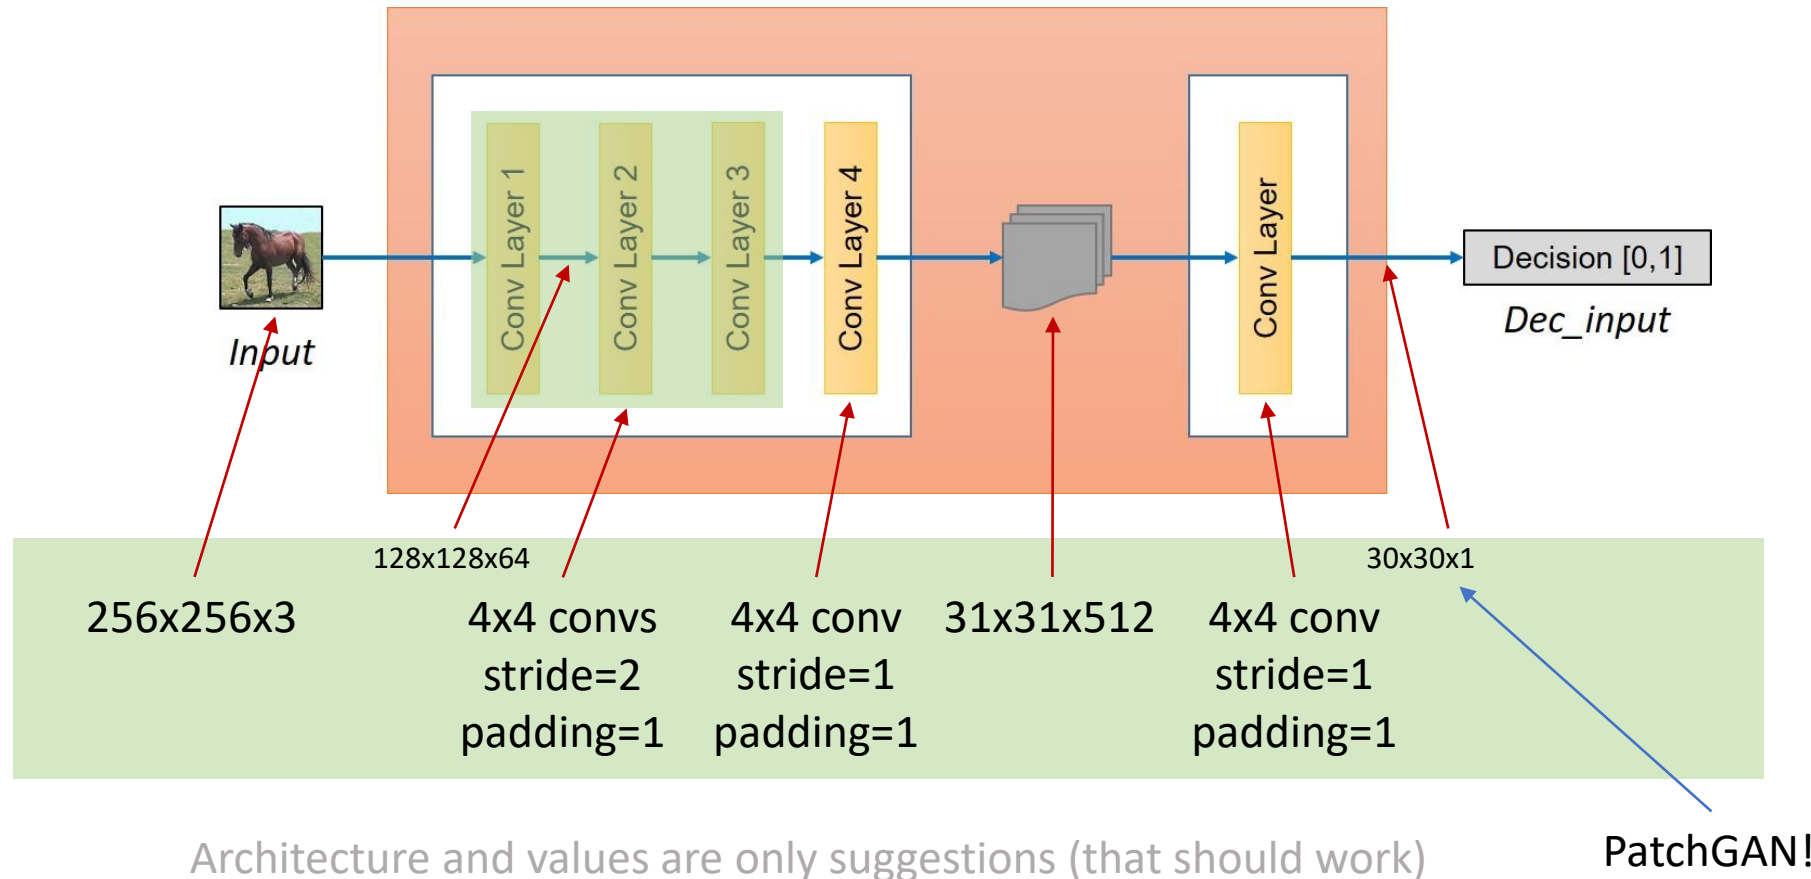 Conv Layer 1
Conv Layer 2
Conv Layer 3
Conv Layer 4
Conv Layer
Decision [0,1]
Input
Dec_input
128x128x64
30x30x1
256x256x3
4x4 convs
stride=2
padding=1
4x4 conv
stride=1
padding=1
31x31x512
4x4 conv
stride=1
padding=1
Architecture and values are only suggestions (that should work)
PatchGAN!